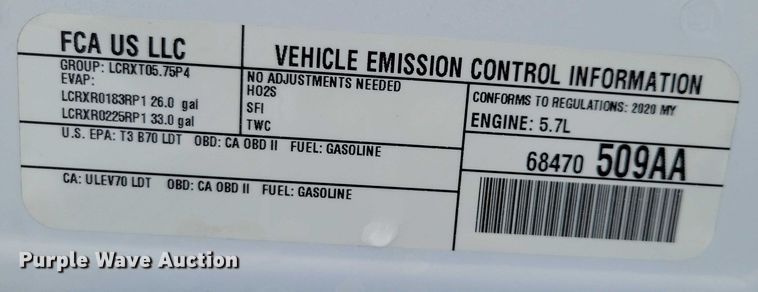 FCA US LLC
GROUP: LCRXT05.75P4
EVAP:
LCRXR0183RP1 26.0 gal
LCRXR0225RP1 33.0 gal
VEHICLE EMISSION CONTROL INFORMATION
NO ADJUSTMENTS NEEDED
HO2S
SFI
TWC
CONFORMS TO REGULATIONS: 2020 MY
ENGINE: 5.7L
U.S. EPA: T3 B70 LDT OBD: CA OBD II FUEL: GASOLINE
CA: ULEV70 LDT OBD: CA OBD II FUEL: GASOLINE
68470 509AA
Purple Wave Auction